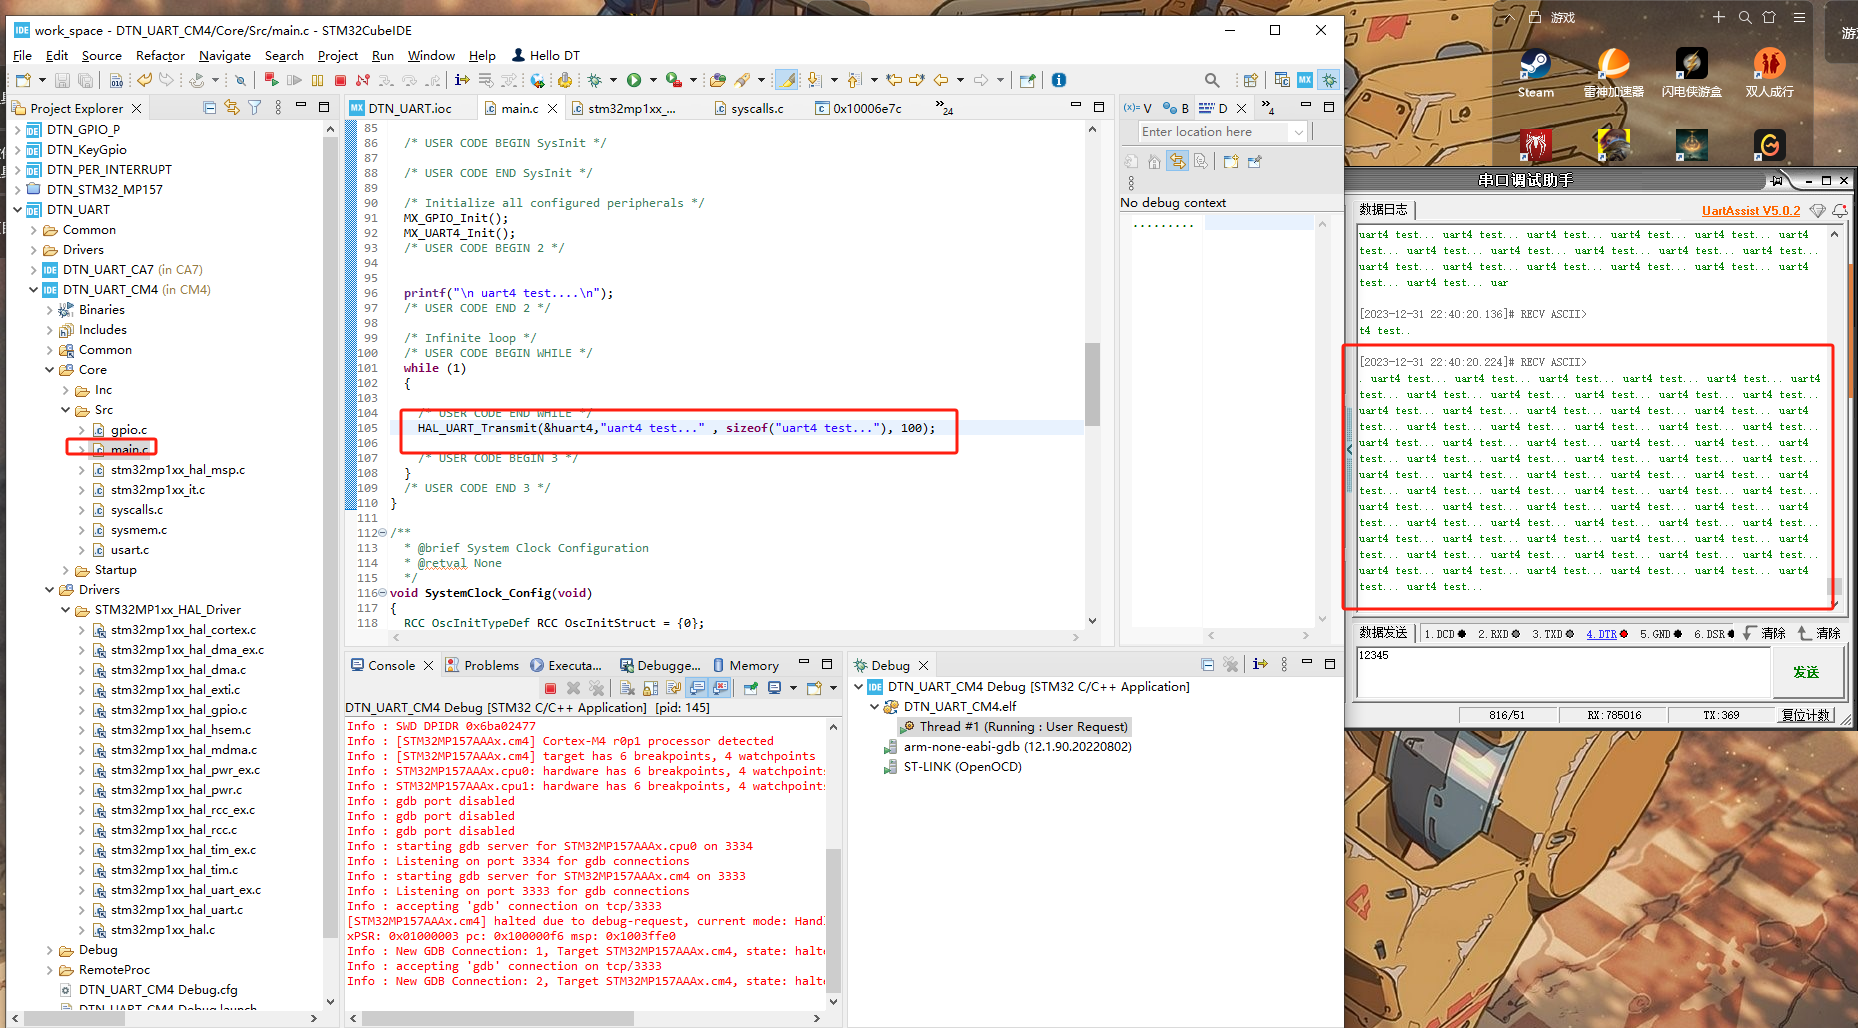 work_space - DTN_UART_CM4/Core/Src/main.c - STM32CubeIDE
File Edit Source Refactor Navigate Search Project Run Window Help Hello DT
Project Explorer
DTN_GPIO_P
DTN_KeyGpio
DTN_PER_INTERRUPT
DTN_STM32_MP157
DTN_UART
Common
Drivers
DTN_UART_CA7 (in CA7)
DTN_UART_CM4 (in CM4)
Binaries
Includes
Common
Core
Inc
Src
gpio.c
main.c
stm32mp1xx_hal_msp.c
stm32mp1xx_it.c
syscalls.c
sysmem.c
usart.c
Startup
Drivers
STM32MP1xx_HAL_Driver
stm32mp1xx_hal_cortex.c
stm32mp1xx_hal_dma_ex.c
stm32mp1xx_hal_dma.c
stm32mp1xx_hal_exti.c
stm32mp1xx_hal_gpio.c
stm32mp1xx_hal_hsem.c
stm32mp1xx_hal_mdma.c
stm32mp1xx_hal_pwr_ex.c
stm32mp1xx_hal_pwr.c
stm32mp1xx_hal_rcc_ex.c
stm32mp1xx_hal_rcc.c
stm32mp1xx_hal_tim_ex.c
stm32mp1xx_hal_tim.c
stm32mp1xx_hal_uart_ex.c
stm32mp1xx_hal_uart.c
stm32mp1xx_hal.c
Debug
RemoteProc
DTN_UART_CM4 Debug.cfg
DTN_UART_CM4 Debug.launch
DTN_UART.ioc main.c stm32mp1xx_... syscalls.c 0x10006e7c »24
85
86 /* USER CODE BEGIN SysInit */
87
88 /* USER CODE END SysInit */
89
90 /* Initialize all configured peripherals */
91 MX_GPIO_Init();
92 MX_UART4_Init();
93 /* USER CODE BEGIN 2 */
94
95
96 printf("\n uart4 test....\n");
97 /* USER CODE END 2 */
98
99 /* Infinite loop */
100 /* USER CODE BEGIN WHILE */
101 while (1)
102 {
103
104 /* USER CODE END WHILE */
105 HAL_UART_Transmit(&huart4,"uart4 test..." , sizeof("uart4 test..."), 100);
106
107 /* USER CODE BEGIN 3 */
108 }
109 /* USER CODE END 3 */
110 }
111
112 /**
113 * @brief System Clock Configuration
114 * @retval None
115 */
116 void SystemClock_Config(void)
117 {
118 RCC_OscInitTypeDef RCC_OscInitStruct = {0};
(x)= V B D »4
Enter location here
No debug context
.........
Console Problems Executa... Debugge... Memory
DTN_UART_CM4 Debug [STM32 C/C++ Application] [pid: 145]
Info : SWD DPIDR 0x6ba02477
Info : [STM32MP157AAAx.cm4] Cortex-M4 r0p1 processor detected
Info : [STM32MP157AAAx.cm4] target has 6 breakpoints, 4 watchpoints
Info : STM32MP157AAAx.cpu0: hardware has 6 breakpoints, 4 watchpoints
Info : STM32MP157AAAx.cpu1: hardware has 6 breakpoints, 4 watchpoints
Info : gdb port disabled
Info : gdb port disabled
Info : gdb port disabled
Info : starting gdb server for STM32MP157AAAx.cpu0 on 3334
Info : Listening on port 3334 for gdb connections
Info : starting gdb server for STM32MP157AAAx.cm4 on 3333
Info : Listening on port 3333 for gdb connections
Info : accepting 'gdb' connection on tcp/3333
[STM32MP157AAAx.cm4] halted due to debug-request, current mode: Handl
xPSR: 0x01000003 pc: 0x100000f6 msp: 0x1003ffe0
Info : New GDB Connection: 1, Target STM32MP157AAAx.cm4, state: halte
Info : accepting 'gdb' connection on tcp/3333
Info : New GDB Connection: 2, Target STM32MP157AAAx.cm4, state: halte
Debug
DTN_UART_CM4 Debug [STM32 C/C++ Application]
DTN_UART_CM4.elf
Thread #1 (Running : User Request)
arm-none-eabi-gdb (12.1.90.20220802)
ST-LINK (OpenOCD)
游戏
Steam 雷神加速器 闪电侠游盒 双人成行
串口调试助手
数据日志 UartAssist V5.0.2
uart4 test... uart4 test... uart4 test... uart4 test... uart4 test... uart4
test... uart4 test... uart4 test... uart4 test... uart4 test... uart4 test...
uart4 test... uart4 test... uart4 test... uart4 test... uart4 test... uart4
test... uart4 test... uar
[2023-12-31 22:40:20.136]# RECV ASCII>
t4 test..
[2023-12-31 22:40:20.224]# RECV ASCII>
. uart4 test... uart4 test... uart4 test... uart4 test... uart4 test... uart4
test... uart4 test... uart4 test... uart4 test... uart4 test... uart4 test...
uart4 test... uart4 test... uart4 test... uart4 test... uart4 test... uart4
test... uart4 test... uart4 test... uart4 test... uart4 test... uart4 test...
uart4 test... uart4 test... uart4 test... uart4 test... uart4 test... uart4
test... uart4 test... uart4 test... uart4 test... uart4 test... uart4 test...
uart4 test... uart4 test... uart4 test... uart4 test... uart4 test... uart4
test... uart4 test... uart4 test... uart4 test... uart4 test... uart4 test...
uart4 test... uart4 test... uart4 test... uart4 test... uart4 test... uart4
test... uart4 test... uart4 test... uart4 test... uart4 test... uart4 test...
uart4 test... uart4 test... uart4 test... uart4 test... uart4 test... uart4
test... uart4 test... uart4 test... uart4 test... uart4 test... uart4 test...
uart4 test... uart4 test... uart4 test... uart4 test... uart4 test... uart4
test... uart4 test...
数据发送 1.DCD 2.RXD 3.TXD 4.DTR 5.GND 6.DSR 清除 清除
12345
发送
816/51 RX:785016 TX:369 复位计数